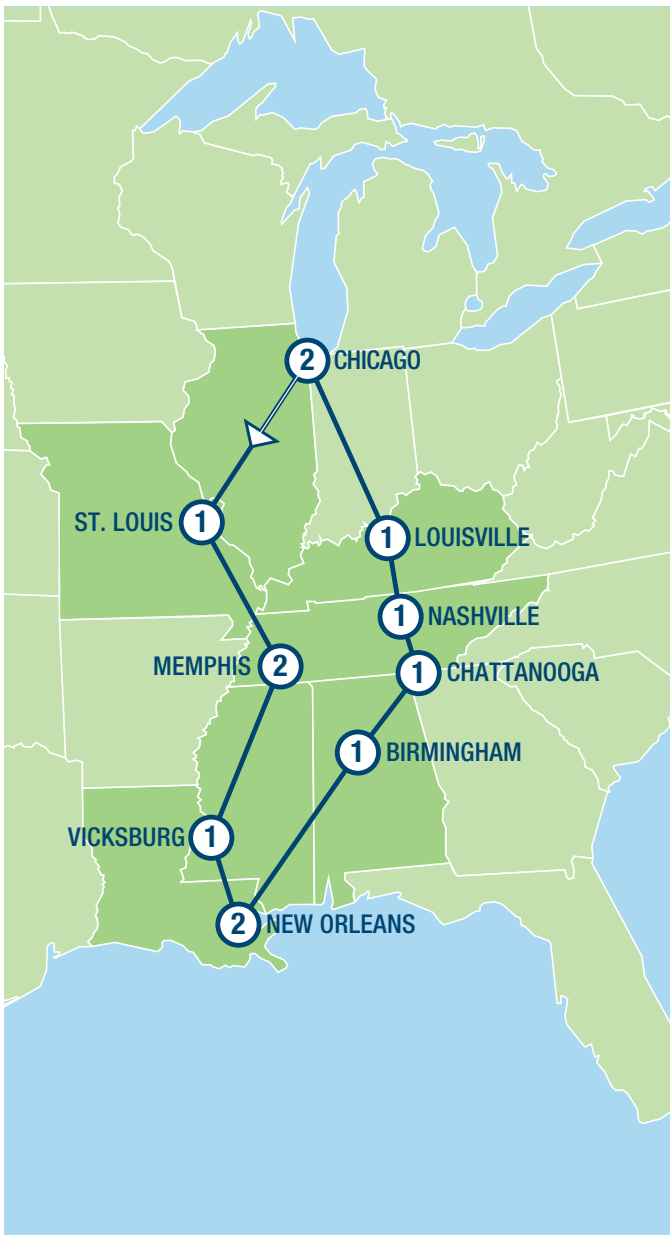 2 CHICAGO
ST. LOUIS 1
1 LOUISVILLE
1 NASHVILLE
MEMPHIS 2
1 CHATTANOOGA
1 BIRMINGHAM
VICKSBURG 1
2 NEW ORLEANS